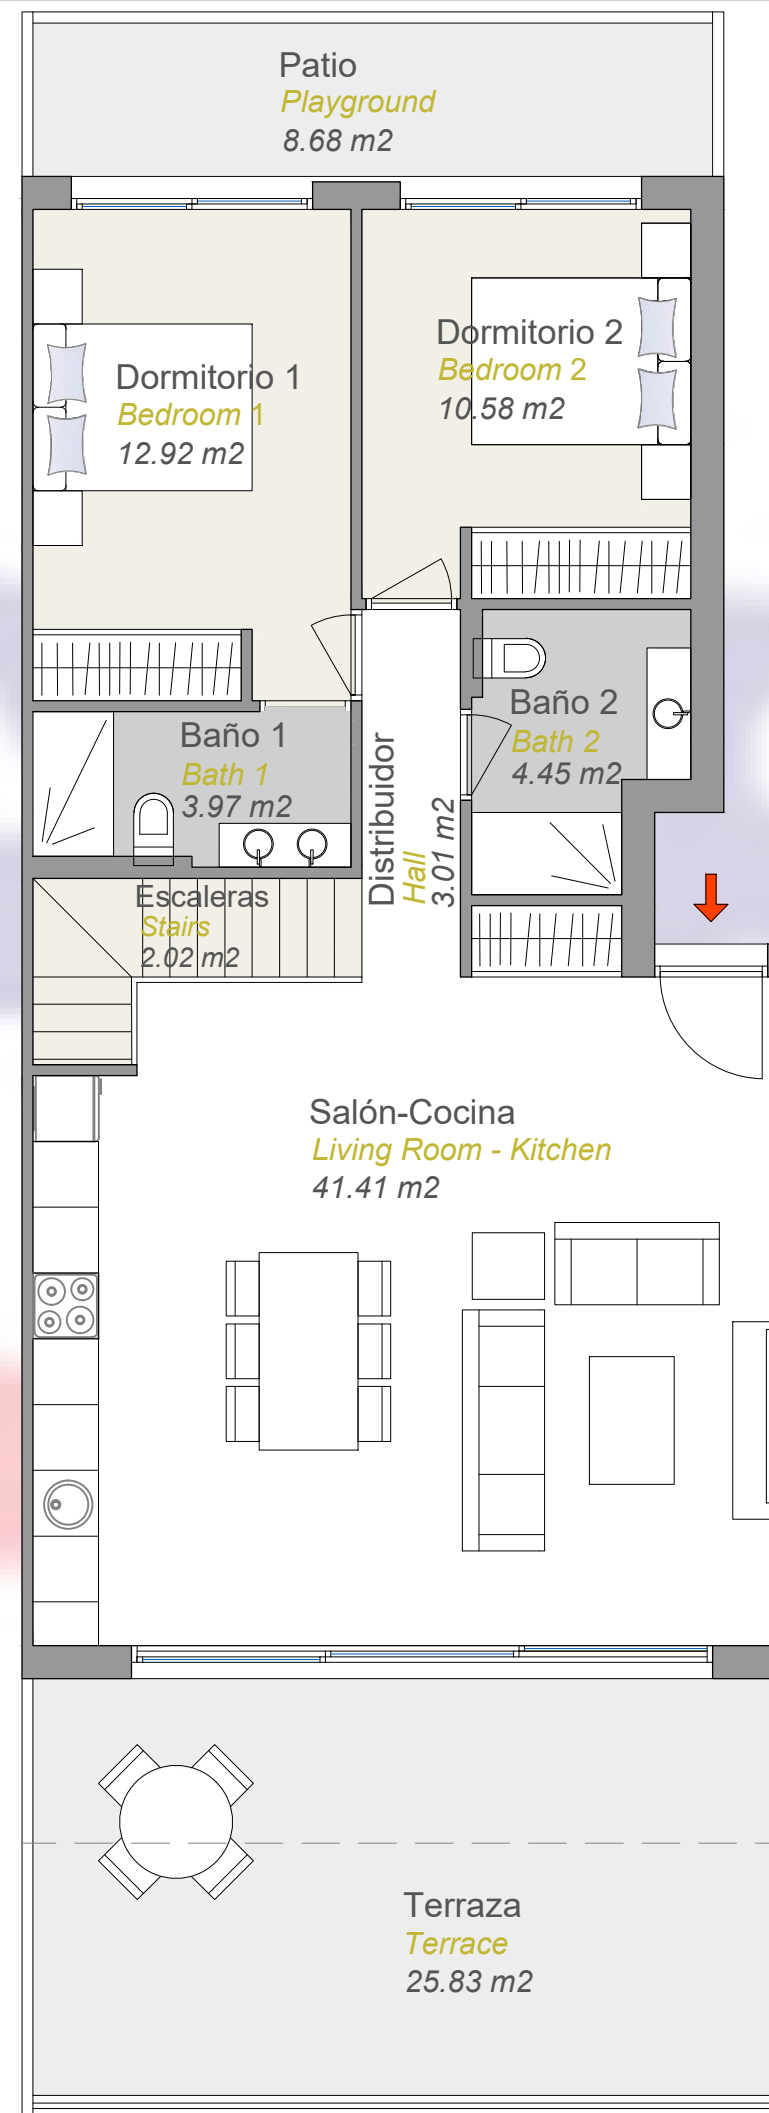 Patio
Playground
8.68 m2
Dormitorio 2
Bedroom 2
10.58 m2
Dormitorio 1
Bedroom 1
12.92 m2
Baño 2
Bath 2
4.45 m2
Baño 1
Bath 1
3.97 m2
Distribuidor
Hall
3.01 m2
Escaleras
Stairs
2.02 m2
Salón-Cocina
Living Room - Kitchen
41.41 m2
Terraza
Terrace
25.83 m2